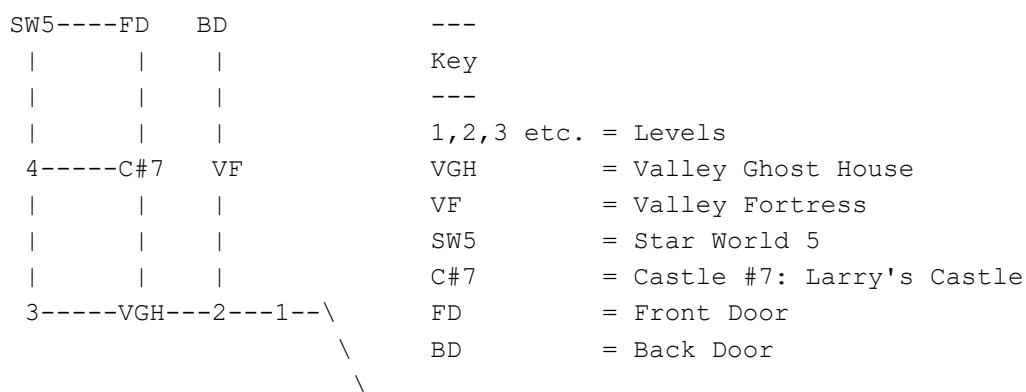 SW5----FD   BD            ---
 |      |    |            Key
 |      |    |            ---
 |      |    |            1,2,3 etc. = Levels
 4-----C#7   VF           VGH        = Valley Ghost House
 |      |    |            VF         = Valley Fortress
 |      |    |            SW5        = Star World 5
 |      |    |            C#7        = Castle #7: Larry's Castle
 3-----VGH---2---1--\     FD         = Front Door
                     \    BD         = Back Door
                      \